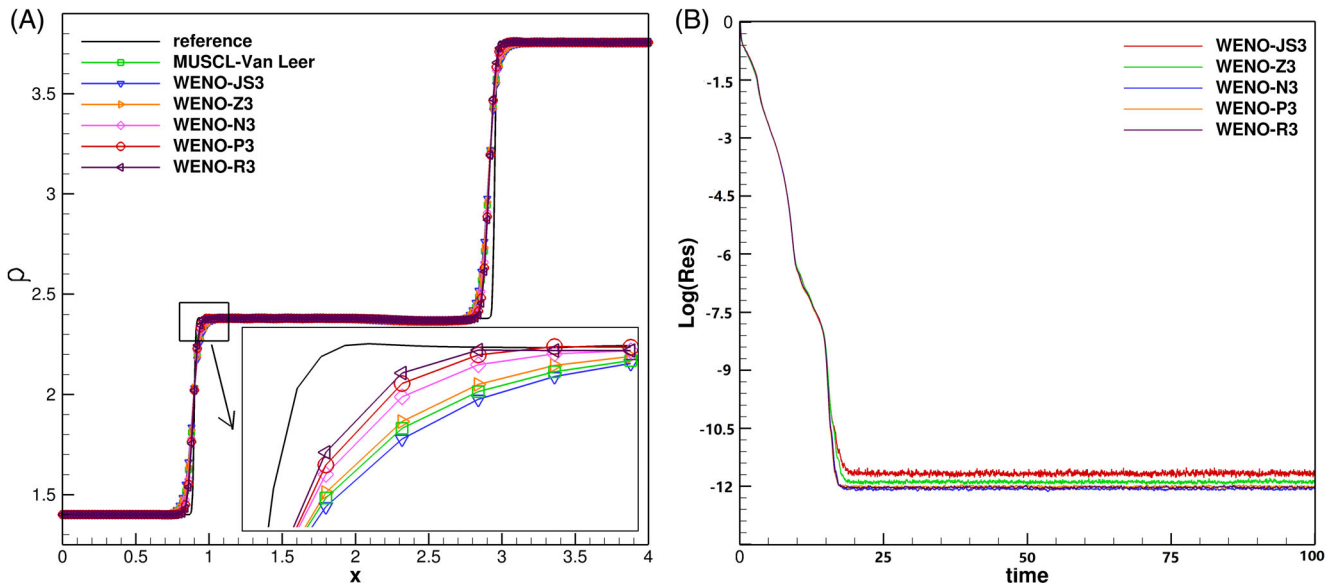 (A)
reference
MUSCL-Van Leer
WENO-JS3
WENO-Z3
WENO-N3
WENO-P3
WENO-R3
3.5
3
2.5
2
1.5
ρ
0 0.5 1 1.5 2 2.5 3 3.5 4
x
(B)
WENO-JS3
WENO-Z3
WENO-N3
WENO-P3
WENO-R3
0
-1.5
-3
-4.5
-6
-7.5
-9
-10.5
-12
Log(Res)
0 25 50 75 100
time